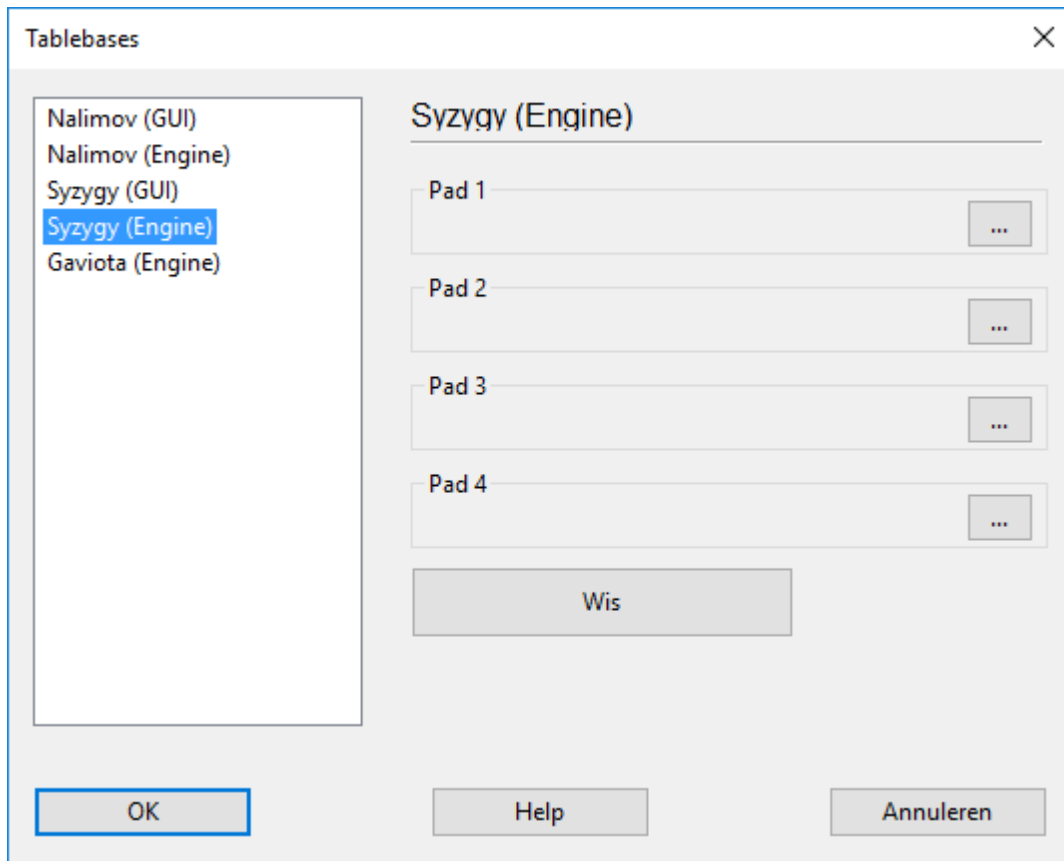 Tablebases
Nalimov (GUI)
Nalimov (Engine)
Syzygy (GUI)
Syzygy (Engine)
Gaviota (Engine)
Syzygy (Engine)
Pad 1
...
Pad 2
...
Pad 3
...
Pad 4
...
Wis
OK
Help
Annuleren